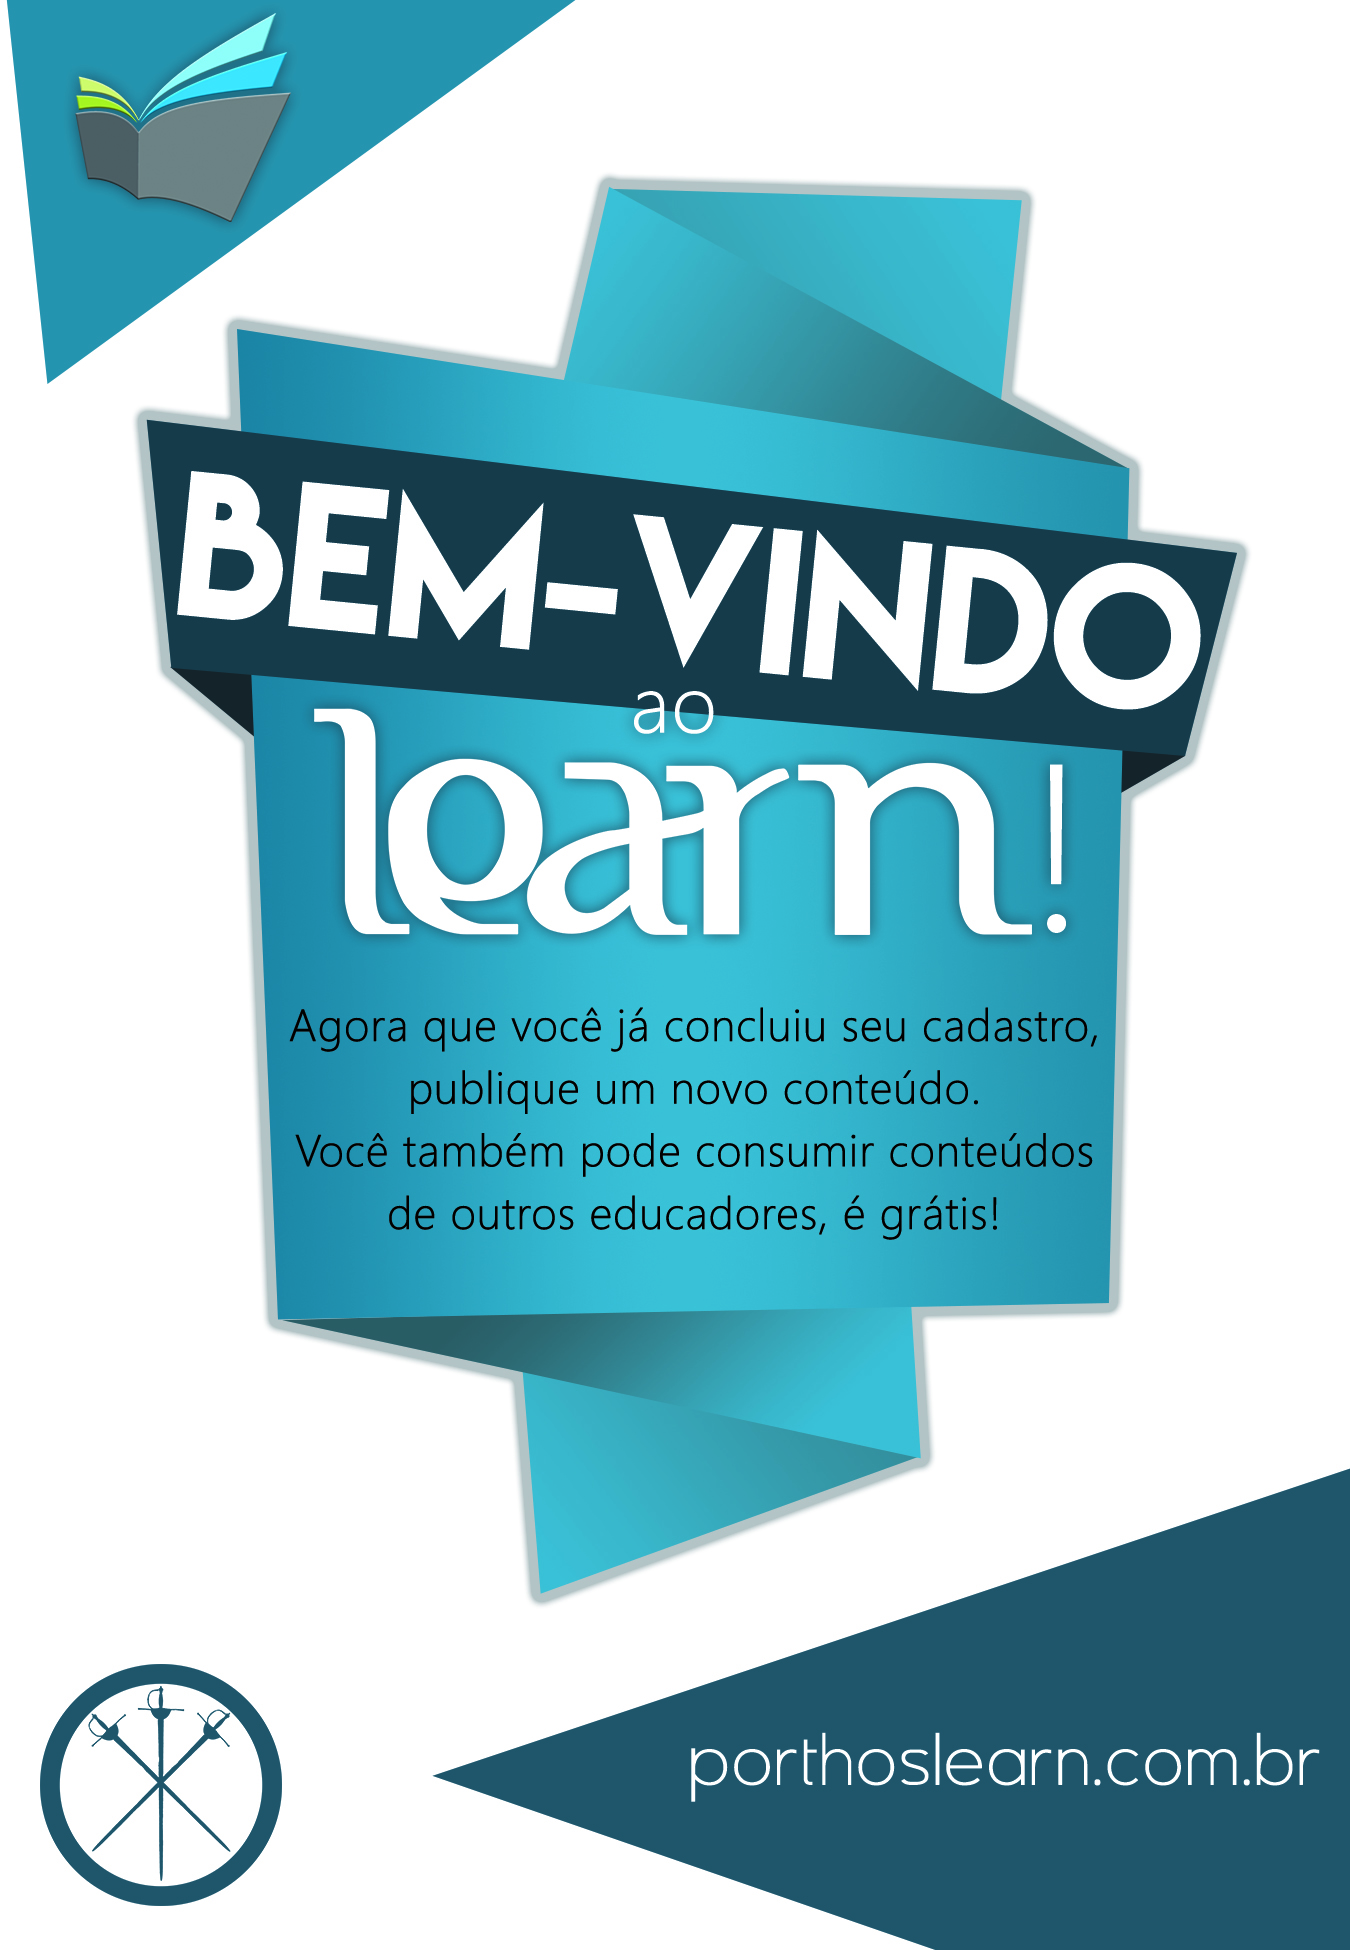 BEM-VINDO
ao
learn!
Agora que você já concluiu seu cadastro,
publique um novo conteúdo.
Você também pode consumir conteúdos
de outros educadores, é grátis!
porthoslearn.com.br